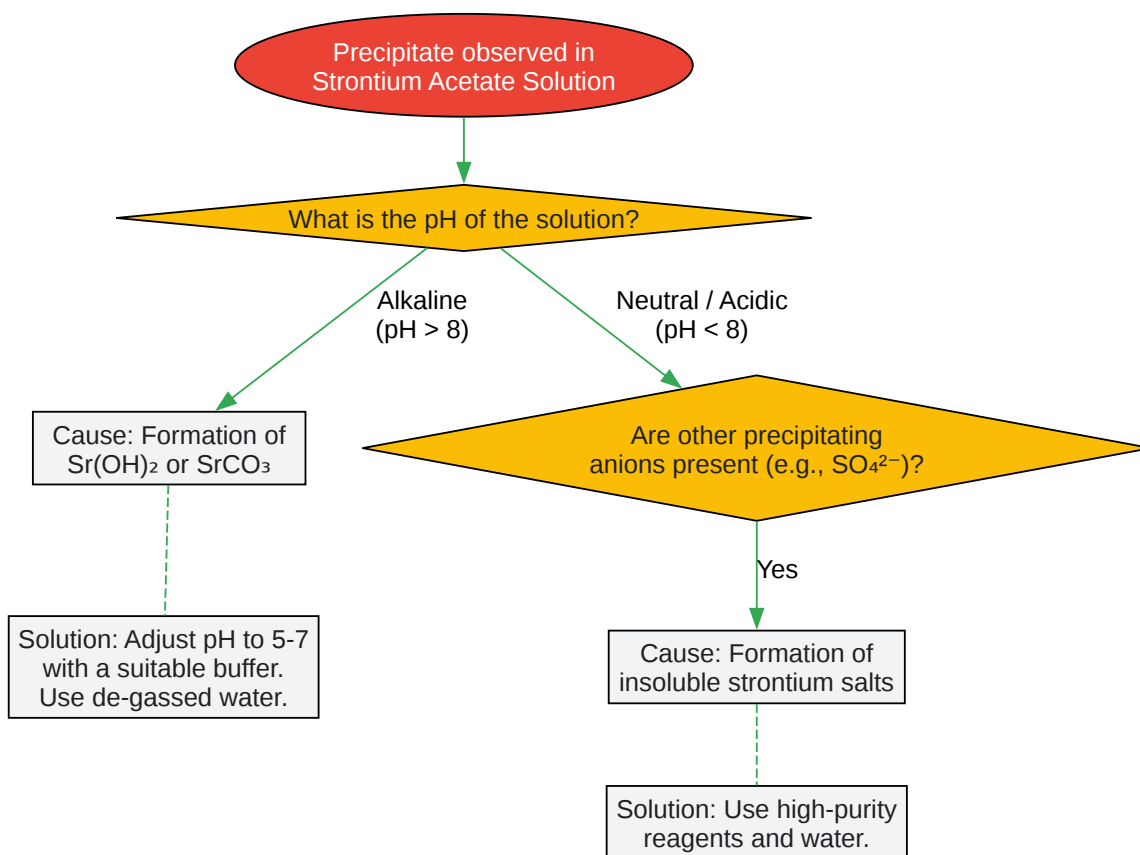 Precipitate observed in
Strontium Acetate Solution
What is the pH of the solution?
Alkaline
(pH > 8)
Neutral / Acidic
(pH < 8)
Cause: Formation of
Sr(OH)₂ or SrCO₃
Are other precipitating
anions present (e.g., SO₄²⁻)?
Yes
Solution: Adjust pH to 5-7
with a suitable buffer.
Use de-gassed water.
Cause: Formation of
insoluble strontium salts
Solution: Use high-purity
reagents and water.